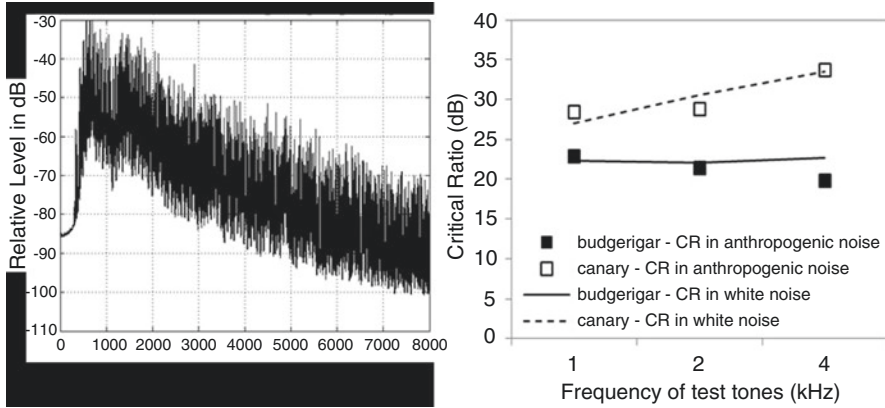 Relative Level in dB
-30
-40
-50
-60
-70
-80
-90
-100
-110
0 1000 2000 3000 4000 5000 6000 7000 8000
Critical Ratio (dB)
40
35
30
25
20
15
10
5
0
budgerigar - CR in anthropogenic noise
canary - CR in anthropogenic noise
budgerigar - CR in white noise
canary - CR in white noise
1 2 4
Frequency of test tones (kHz)